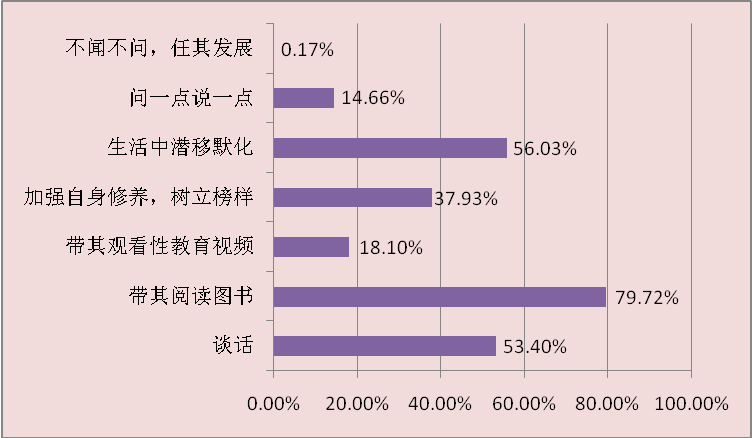 不闻不问，任其发展
0.17%
问一点说一点
14.66%
生活中潜移默化
56.03%
加强自身修养，树立榜样
37.93%
带其观看性教育视频
18.10%
带其阅读图书
79.72%
谈话
53.40%
0.00% 20.00% 40.00% 60.00% 80.00% 100.00%